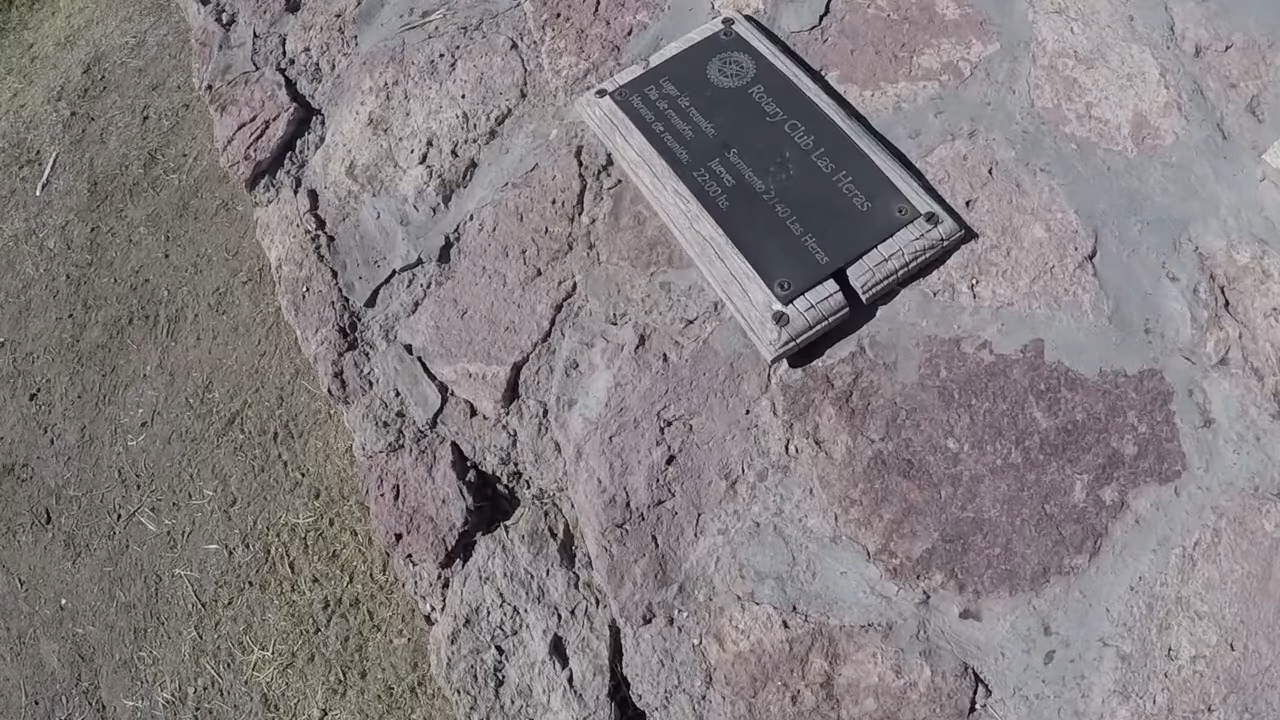 Rotary Club Las Heras
Lugar de reunión: Sarmiento 2140 Las Heras
Día de reunión: Jueves
Horario de reunión: 22:00 hs.